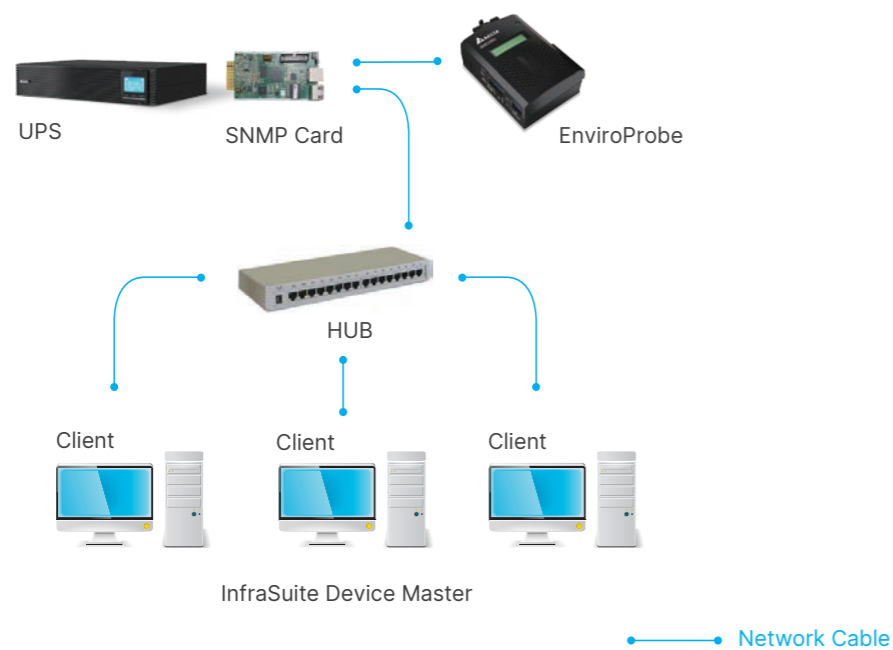 UPS
SNMP Card
EnviroProbe
HUB
Client
Client
Client
InfraSuite Device Master
Network Cable